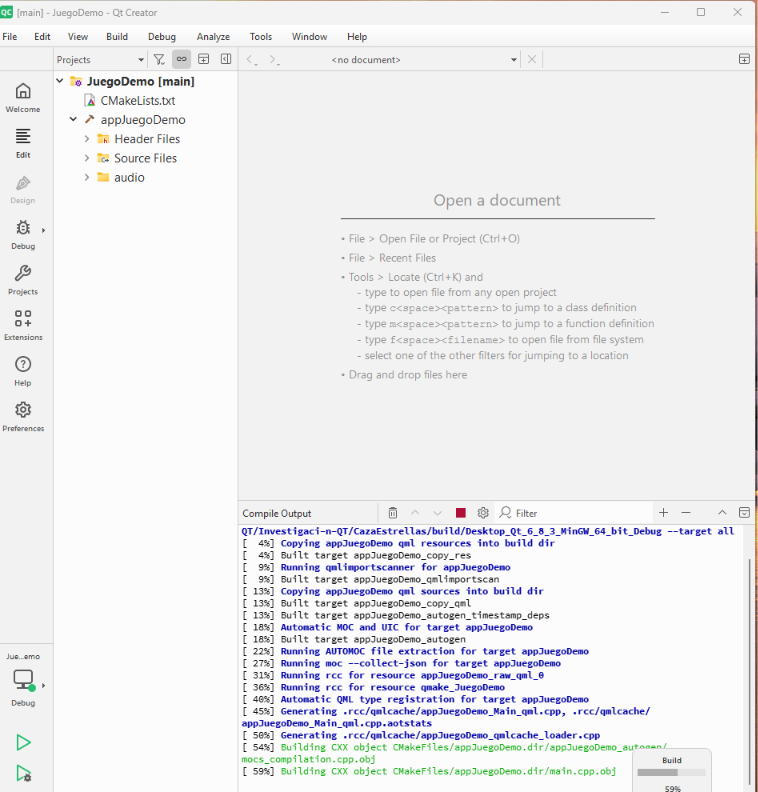 QC [main] - JuegoDemo - Qt Creator
File Edit View Build Debug Analyze Tools Window Help
Projects
<no document>
Welcome
Edit
Design
Debug
Projects
Extensions
Help
Preferences
JuegoDemo [main]
CMakeLists.txt
appJuegoDemo
Header Files
Source Files
audio
Open a document
• File > Open File or Project (Ctrl+O)
• File > Recent Files
• Tools > Locate (Ctrl+K) and
- type to open file from any open project
- type c<space><pattern> to jump to a class definition
- type m<space><pattern> to jump to a function definition
- type f<space><filename> to open file from file system
- select one of the other filters for jumping to a location
• Drag and drop files here
Compile Output
Filter
QT/Investigaci-n-QT/CazaEstrellas/build/Desktop_Qt_6_8_3_MinGW_64_bit_Debug --target all
[  4%] Copying appJuegoDemo qml resources into build dir
[  4%] Built target appJuegoDemo_copy_res
[  9%] Running qmlimportscanner for appJuegoDemo
[  9%] Built target appJuegoDemo_qmlimportscan
[ 13%] Copying appJuegoDemo qml sources into build dir
[ 13%] Built target appJuegoDemo_copy_qml
[ 13%] Built target appJuegoDemo_autogen_timestamp_deps
[ 18%] Automatic MOC and UIC for target appJuegoDemo
[ 18%] Built target appJuegoDemo_autogen
[ 22%] Running AUTOMOC file extraction for target appJuegoDemo
[ 27%] Running moc --collect-json for target appJuegoDemo
[ 31%] Running rcc for resource appJuegoDemo_raw_qml_0
[ 36%] Running rcc for resource qmake_JuegoDemo
[ 40%] Automatic QML type registration for target appJuegoDemo
[ 45%] Generating .rcc/qmlcache/appJuegoDemo_Main_qml.cpp, .rcc/qmlcache/
appJuegoDemo_Main_qml.cpp.aotstats
[ 50%] Generating .rcc/qmlcache/appJuegoDemo_qmlcache_loader.cpp
[ 54%] Building CXX object CMakeFiles/appJuegoDemo.dir/appJuegoDemo_autogen/
mocs_compilation.cpp.obj
[ 59%] Building CXX object CMakeFiles/appJuegoDemo.dir/main.cpp.obj
Jue...emo
Debug
Build
59%